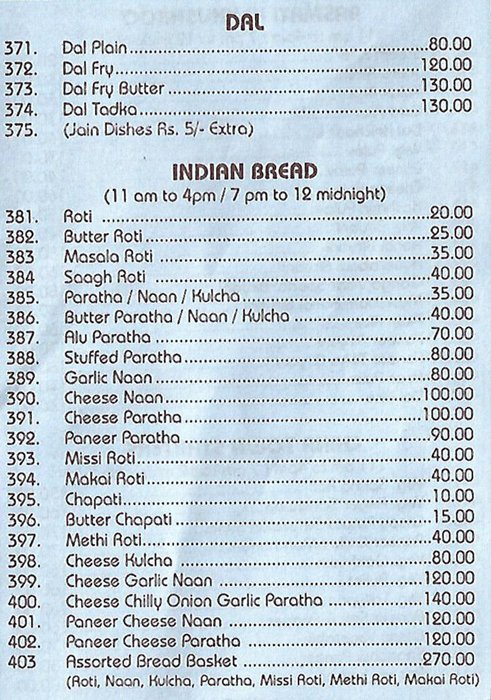 DAL
371. Dal Plain..........80.00
372. Dal Fry..........120.00
373. Dal Fry Butter..........130.00
374. Dal Tadka..........130.00
375. (Jain Dishes Rs. 5/- Extra)
INDIAN BREAD
(11 am to 4pm / 7 pm to 12 midnight)
381. Roti..........20.00
382. Butter Roti..........25.00
383 Masala Roti..........35.00
384 Saagh Roti..........40.00
385. Paratha / Naan / Kulcha..........35.00
386. Butter Paratha / Naan / Kulcha..........40.00
387. Alu Paratha..........70.00
388. Stuffed Paratha..........80.00
389. Garlic Naan..........80.00
390. Cheese Naan..........100.00
391. Cheese Paratha..........100.00
392. Paneer Paratha..........90.00
393. Missi Roti..........40.00
394. Makai Roti..........40.00
395. Chapati..........10.00
396. Butter Chapati..........15.00
397. Methi Roti..........40.00
398. Cheese Kulcha..........80.00
399. Cheese Garlic Naan..........120.00
400. Cheese Chilly Onion Garlic Paratha..........140.00
401. Paneer Cheese Naan..........120.00
402. Paneer Cheese Paratha..........120.00
403 Assorted Bread Basket..........270.00
(Roti, Naan, Kulcha, Paratha, Missi Roti, Methi Roti, Makai Roti)